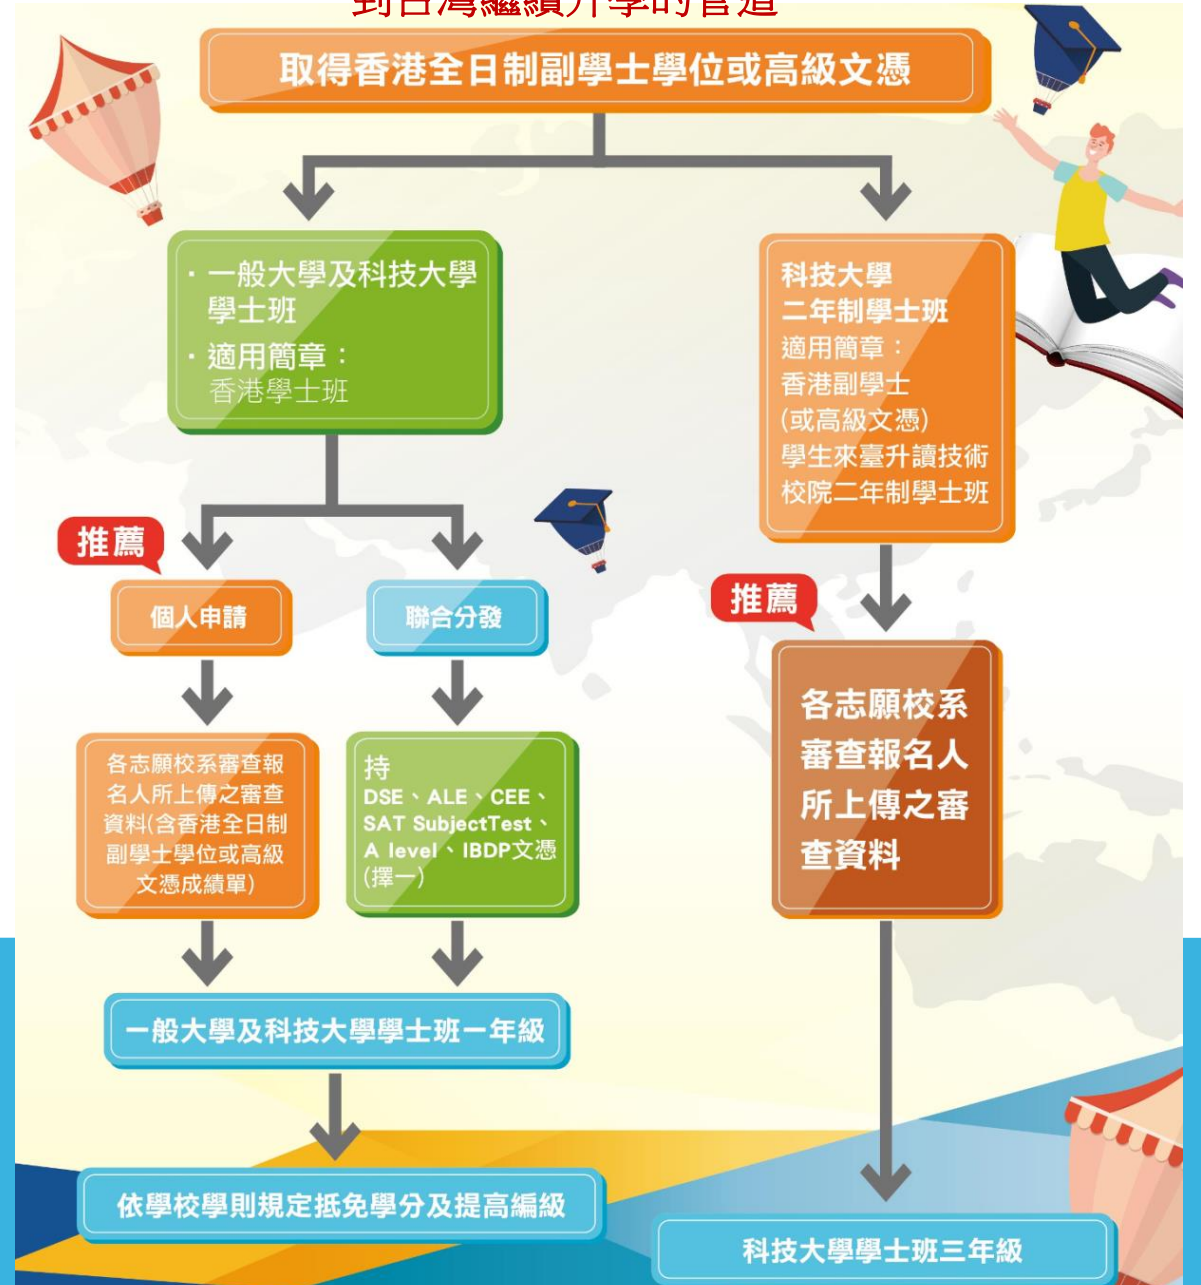 到台灣繼續升學的管道
取得香港全日制副學士學位或高級文憑
· 一般大學及科技大學
學士班
· 適用簡章：
香港學士班
科技大學
二年制學士班
適用簡章：
香港副學士
(或高級文憑)
學生來臺升讀技術
校院二年制學士班
推薦
個人申請
聯合分發
推薦
各志願校系審查報
名人所上傳之審查
資料(含香港全日制
副學士學位或高級
文憑成績單)
持
DSE、ALE、CEE、
SAT SubjectTest、
A level、IBDP文憑
(擇一)
各志願校系
審查報名人
所上傳之審
查資料
一般大學及科技大學學士班一年級
依學校學則規定抵免學分及提高編級
科技大學學士班三年級